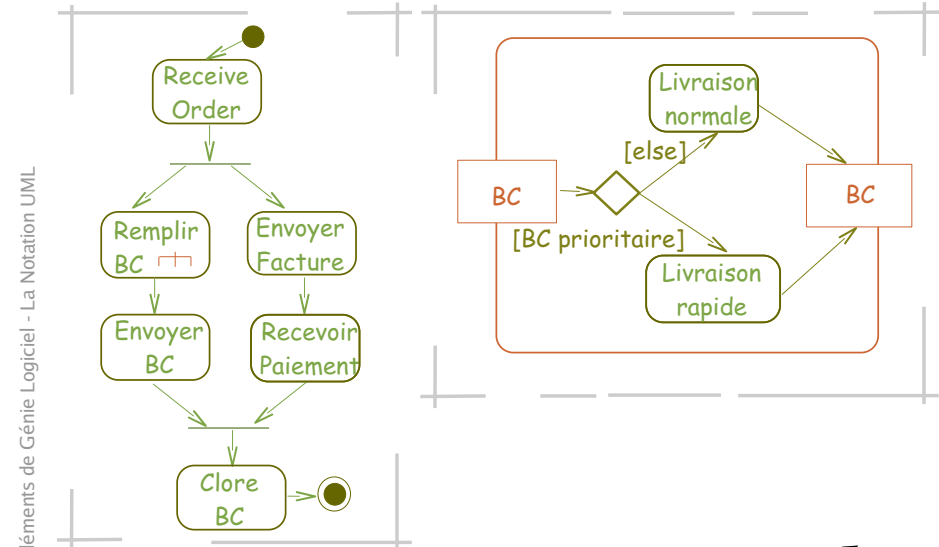 Receive
Order
Remplir
BC
Envoyer
Facture
Envoyer
BC
Recevoir
Paiement
Clore
BC
BC
[else]
[BC prioritaire]
Livraison
normale
Livraison
rapide
BC
léments de Génie Logiciel - La Notation UML